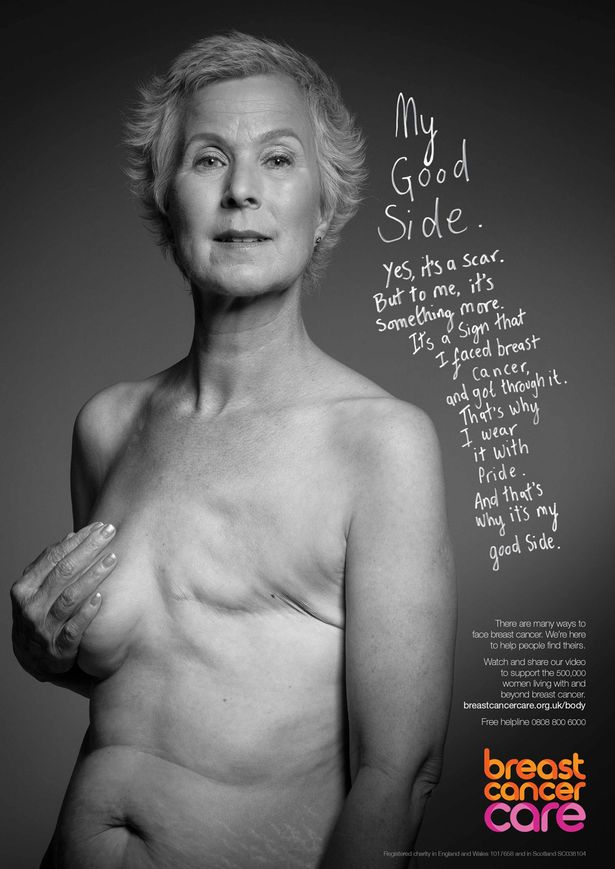 My
Good
Side.
Yes, it's a scar.
But to me, it's
something more.
It's a sign that
I faced breast
cancer,
and got through it.
That's why
I wear
it with
Pride.
And that's
why it's my
good side.
There are many ways to
face breast cancer. We're here
to help people find theirs.
Watch and share our video
to support the 500,000
women living with and
beyond breast cancer.
breastcancercare.org.uk/body
Free helpline 0808 800 6000
breast
cancer
care
Registered charity in England and Wales 1017658 and in Scotland SC038104